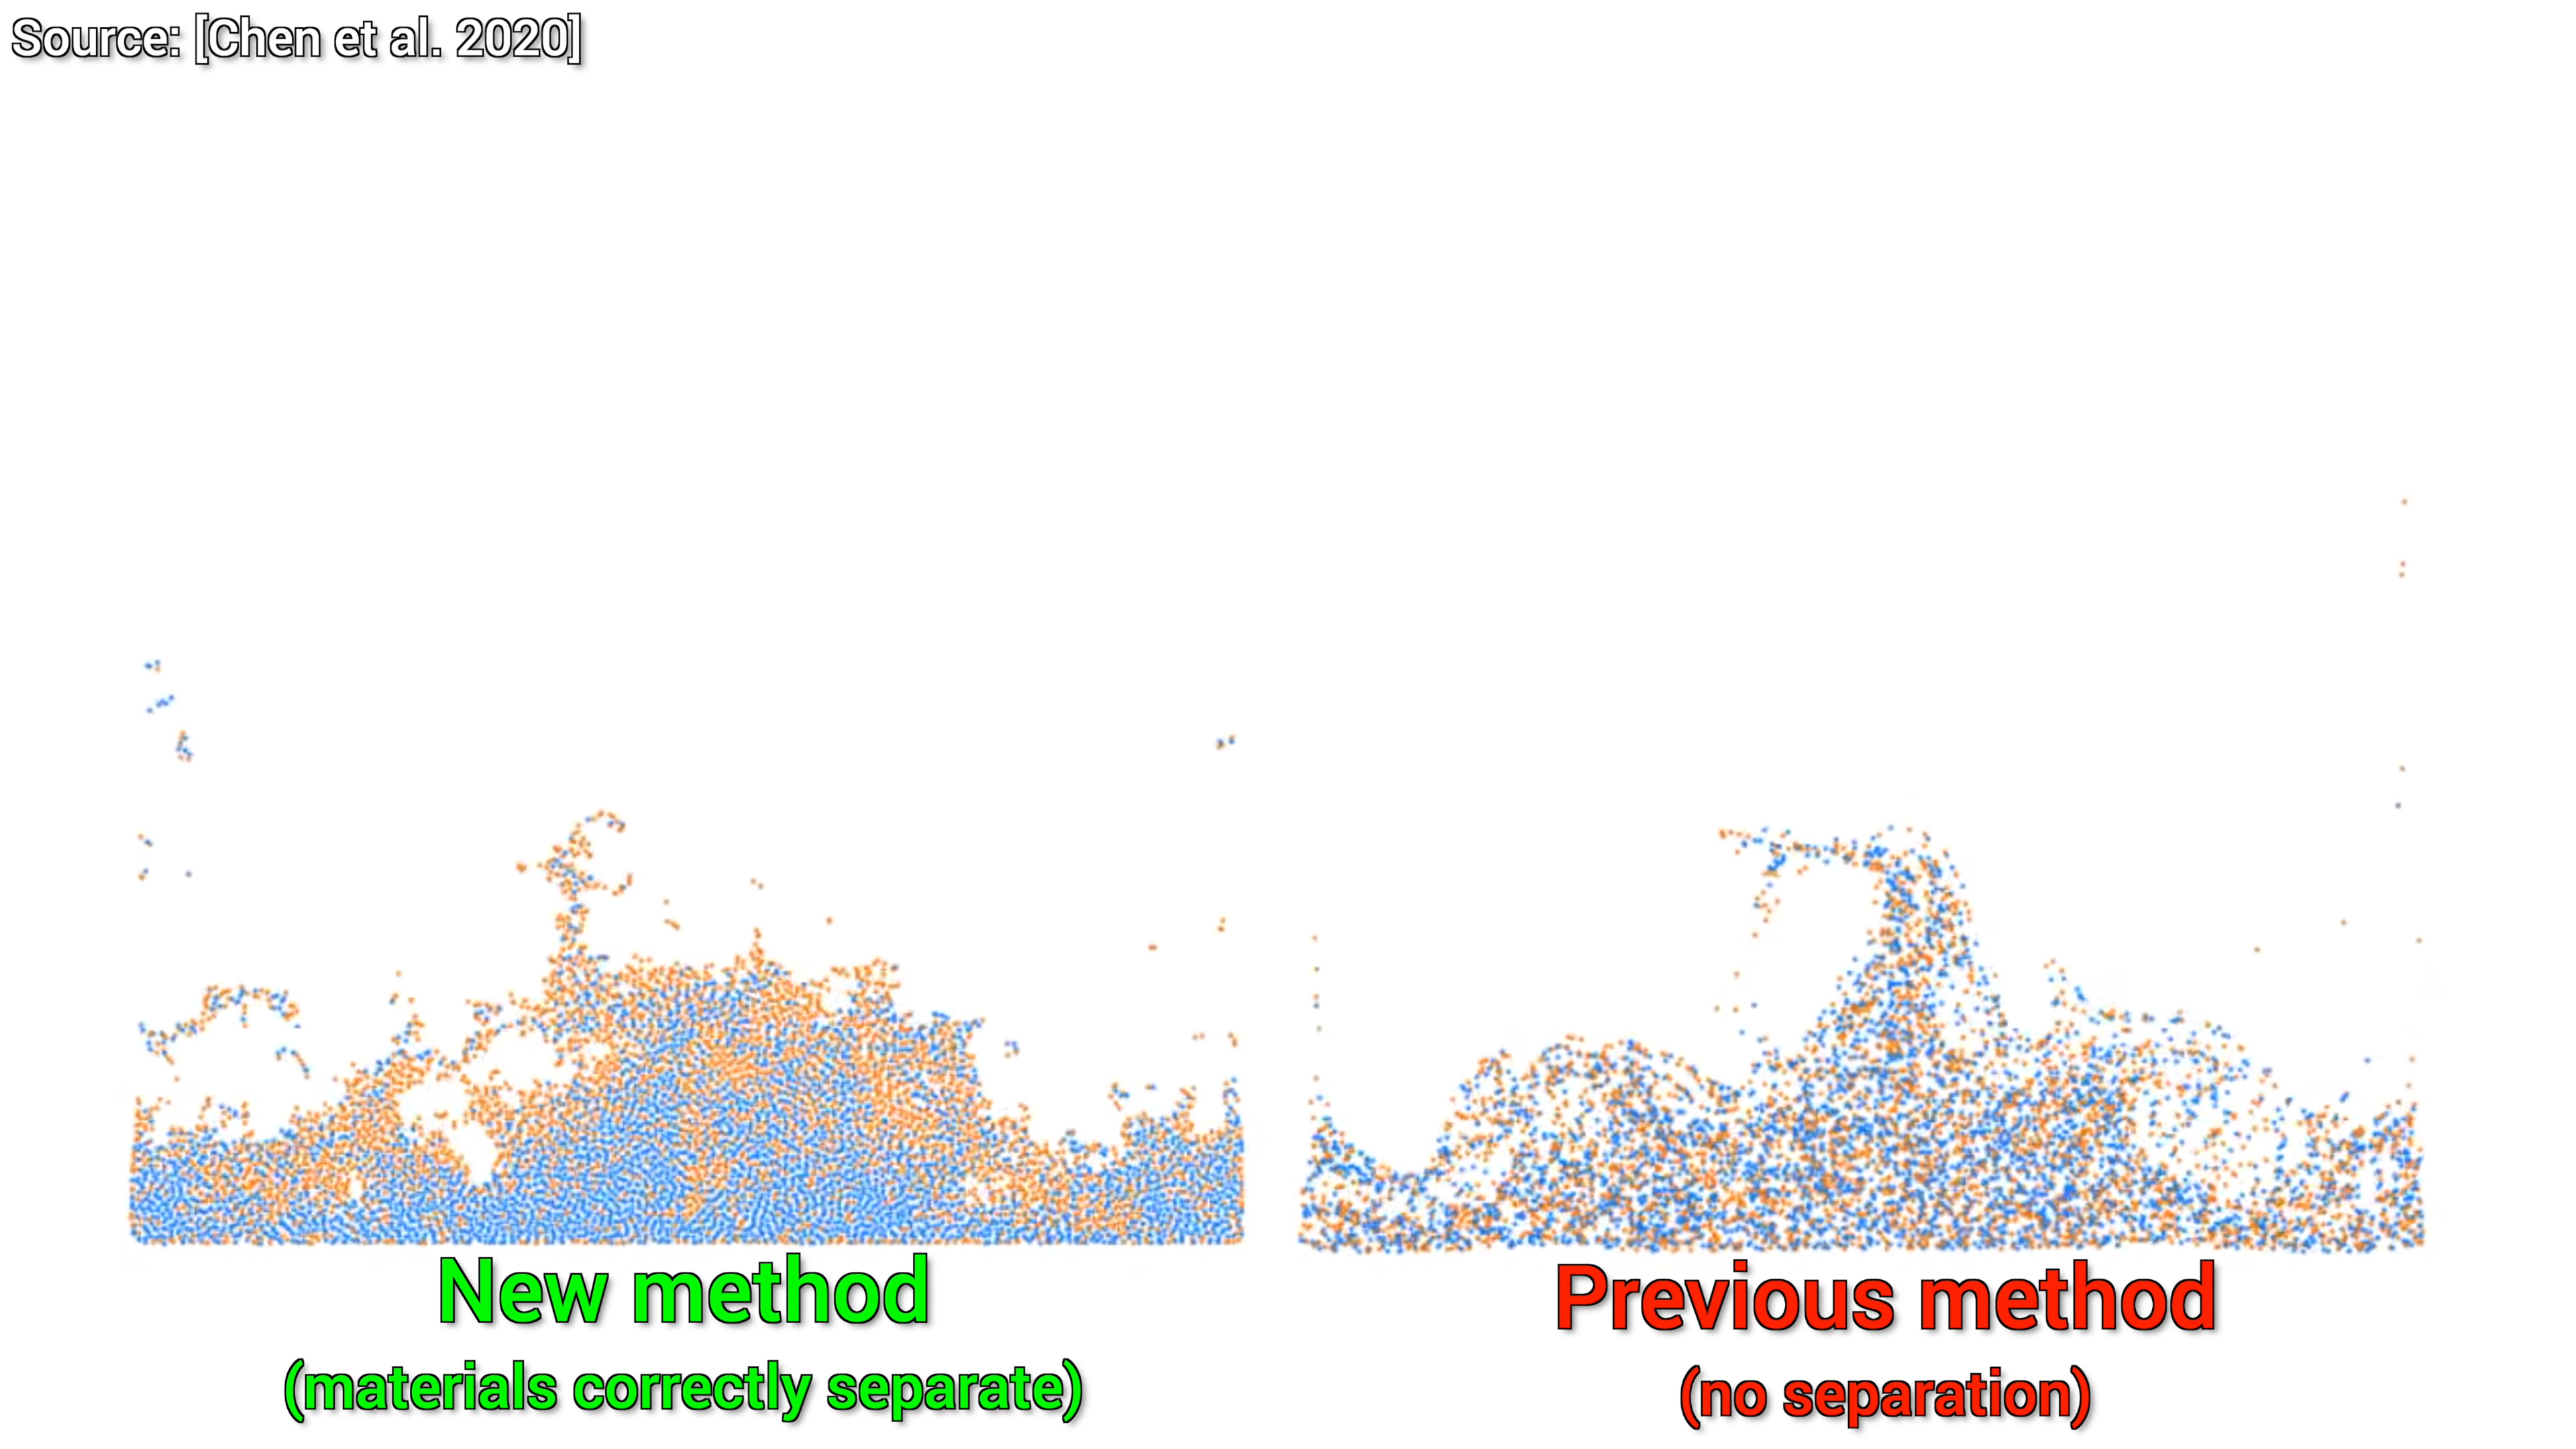 Source: [Chen et al. 2020]
New method
(materials correctly separate)
Previous method
(no separation)